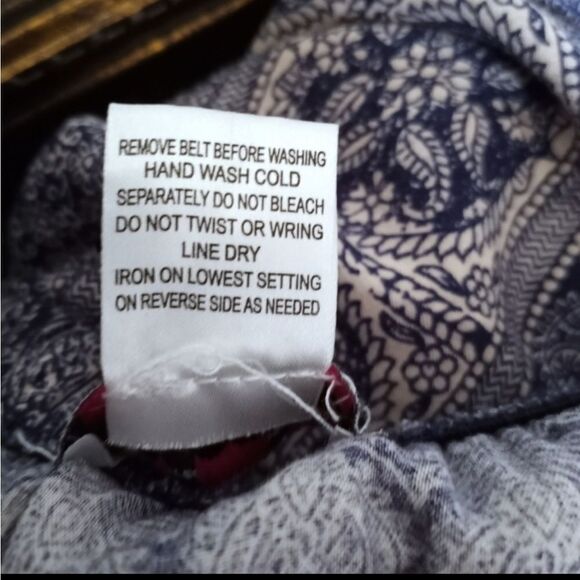 REMOVE BELT BEFORE WASHING
HAND WASH COLD
SEPARATELY DO NOT BLEACH
DO NOT TWIST OR WRING
LINE DRY
IRON ON LOWEST SETTING
ON REVERSE SIDE AS NEEDED